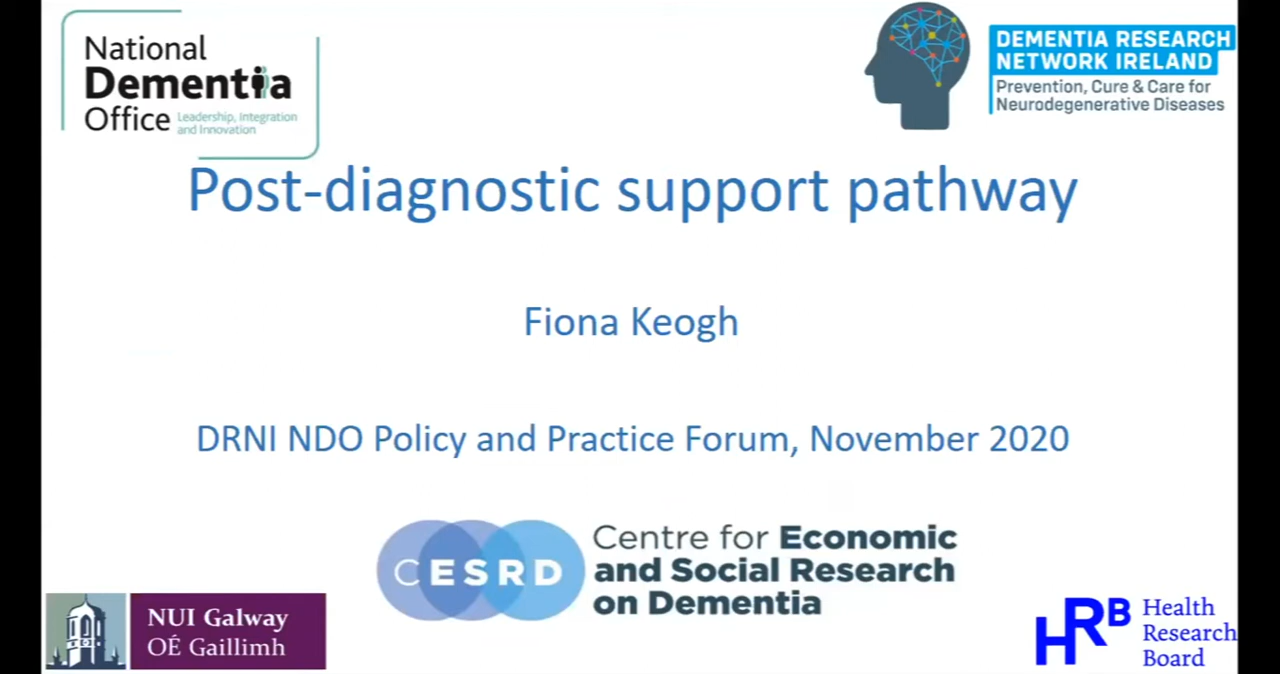 National
Dementia
Office
Leadership, Integration
and Innovation
DEMENTIA RESEARCH
NETWORK IRELAND
Prevention, Cure & Care for
Neurodegenerative Diseases
Post-diagnostic support pathway
Fiona Keogh
DRNI NDO Policy and Practice Forum, November 2020
CESRD
Centre for Economic
and Social Research
on Dementia
NUI Galway
OÉ Gaillimh
HRB
Health
Research
Board